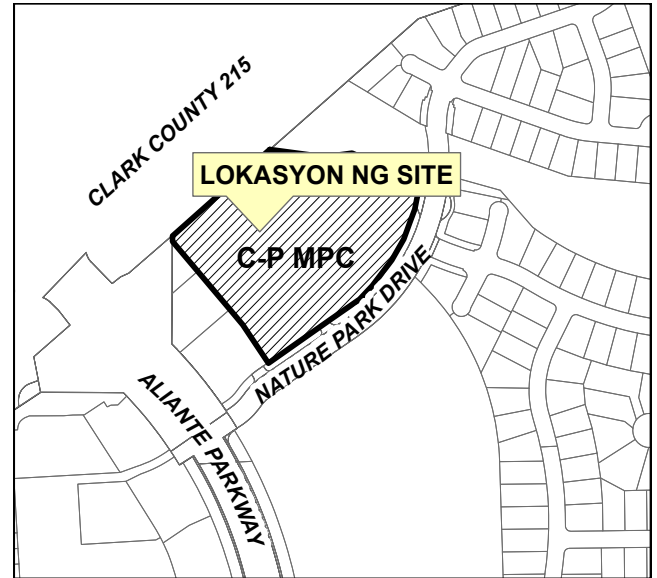 CLARK COUNTY 215
LOKASYON NG SITE
C-P MPC
NATURE PARK DRIVE
ALIANTE PARKWAY